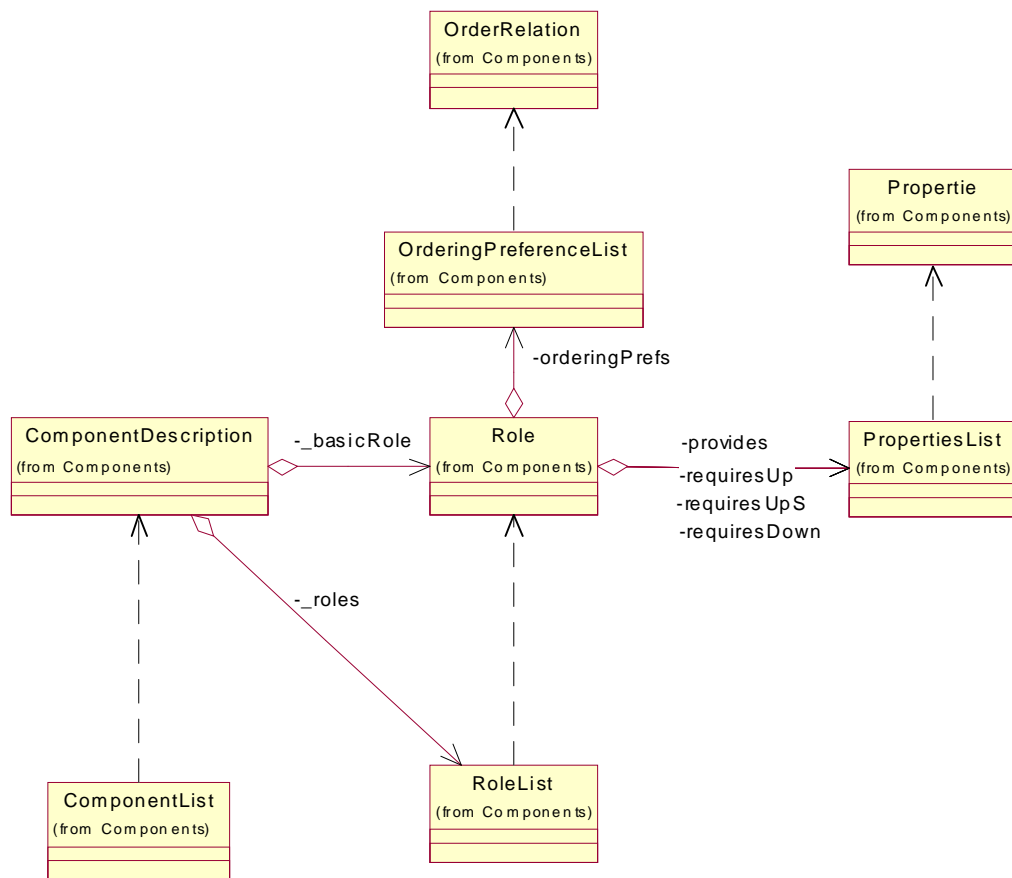 OrderRelation
(from Components)
Propertie
(from Components)
OrderingPreferenceList
(from Components)
-orderingPrefs
ComponentDescription
(from Components)
-_basicRole
Role
(from Components)
-provides
-requiresUp
-requiresUpS
-requiresDown
PropertiesList
(from Components)
-_roles
ComponentList
(from Components)
RoleList
(from Components)